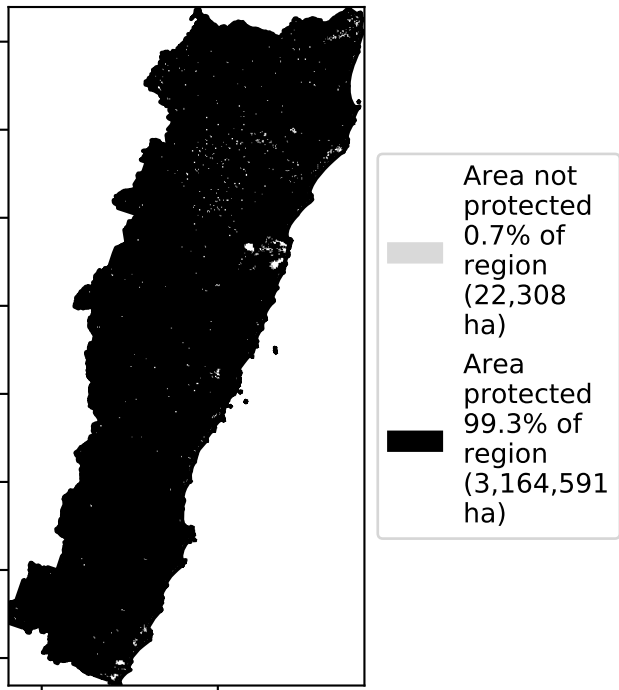 Area not
protected
0.7% of
region
(22,308
ha)
Area
protected
99.3% of
region
(3,164,591
ha)